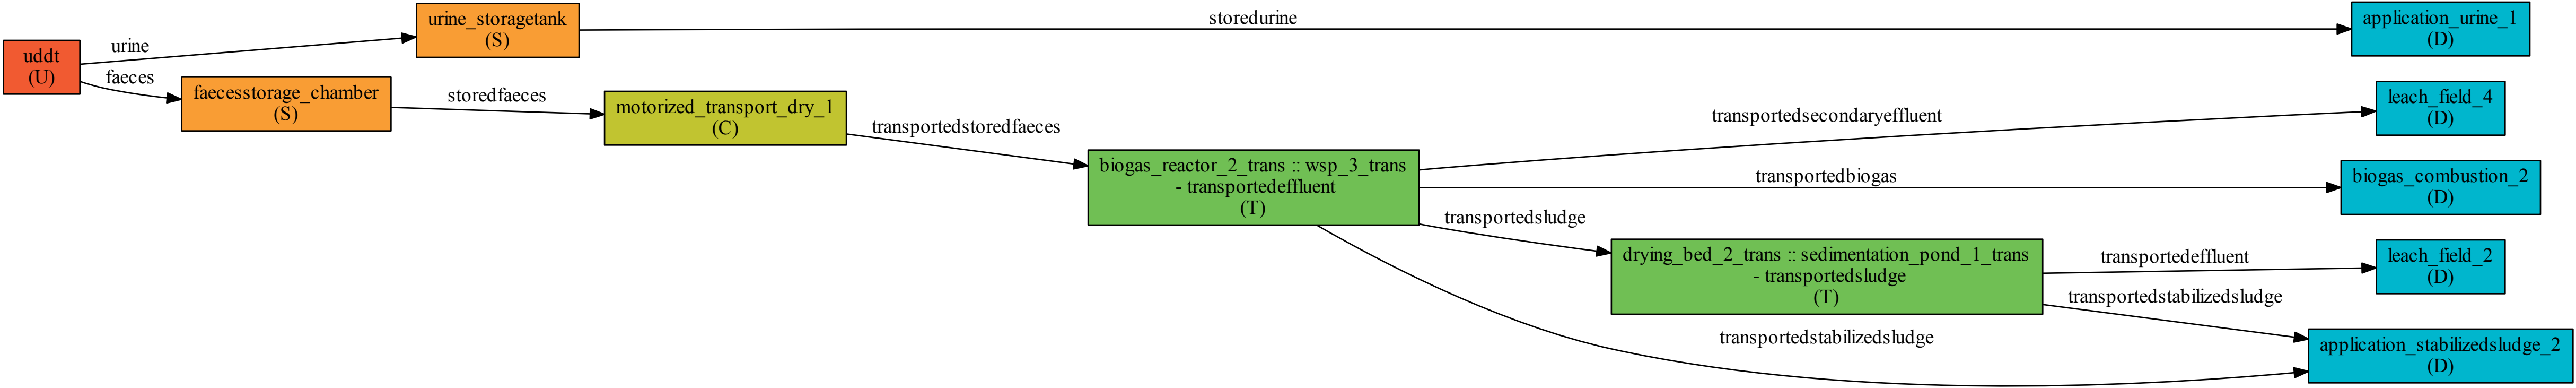 uddt
(U)
urine
faeces
urine_storagetank
(S)
faecesstorage_chamber
(S)
storedurine
storedfaeces
motorized_transport_dry_1
(C)
transportedstoredfaeces
biogas_reactor_2_trans :: wsp_3_trans
- transportedeffluent
(T)
transportedsecondaryeffluent
transportedbiogas
transportedsludge
transportedstabilizedsludge
drying_bed_2_trans :: sedimentation_pond_1_trans
- transportedsludge
(T)
transportedeffluent
transportedstabilizedsludge
application_urine_1
(D)
leach_field_4
(D)
biogas_combustion_2
(D)
leach_field_2
(D)
application_stabilizedsludge_2
(D)